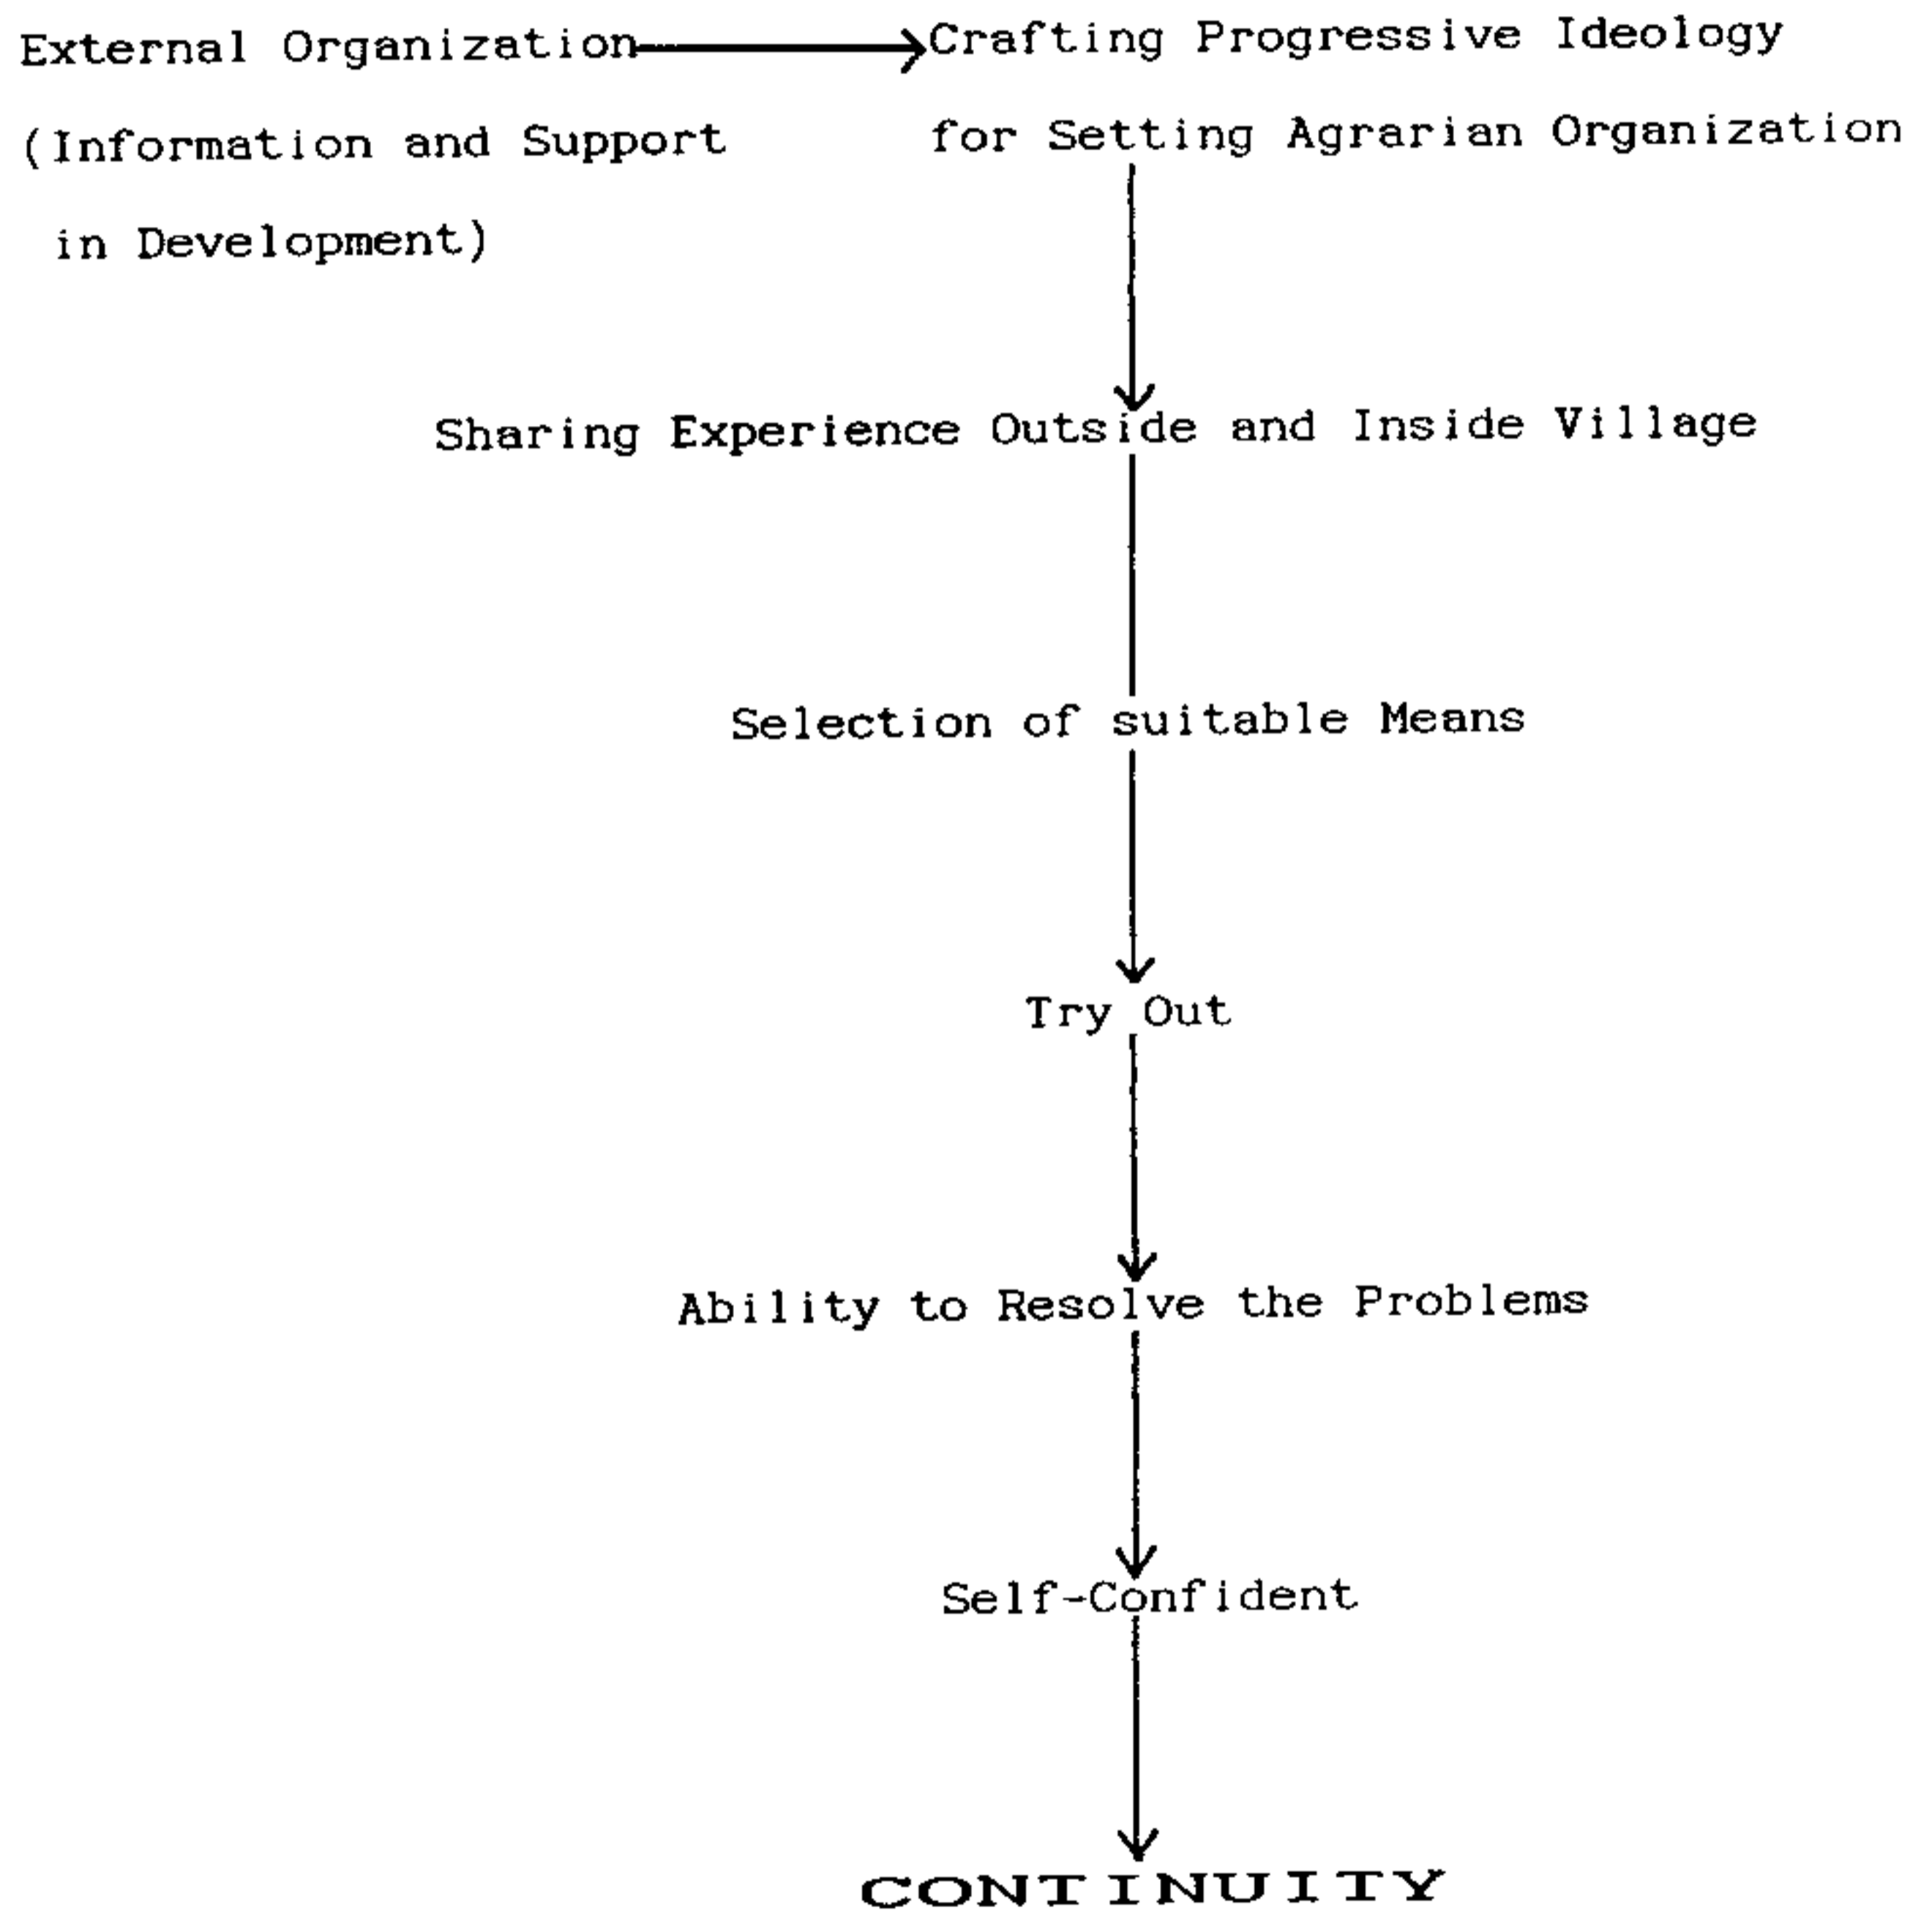 External Organization
(Information and Support
in Development)
Crafting Progressive Ideology
for Setting Agrarian Organization
Sharing Experience Outside and Inside Village
Selection of suitable Means
Try Out
Ability to Resolve the Problems
Self-Confident
CONTINUITY